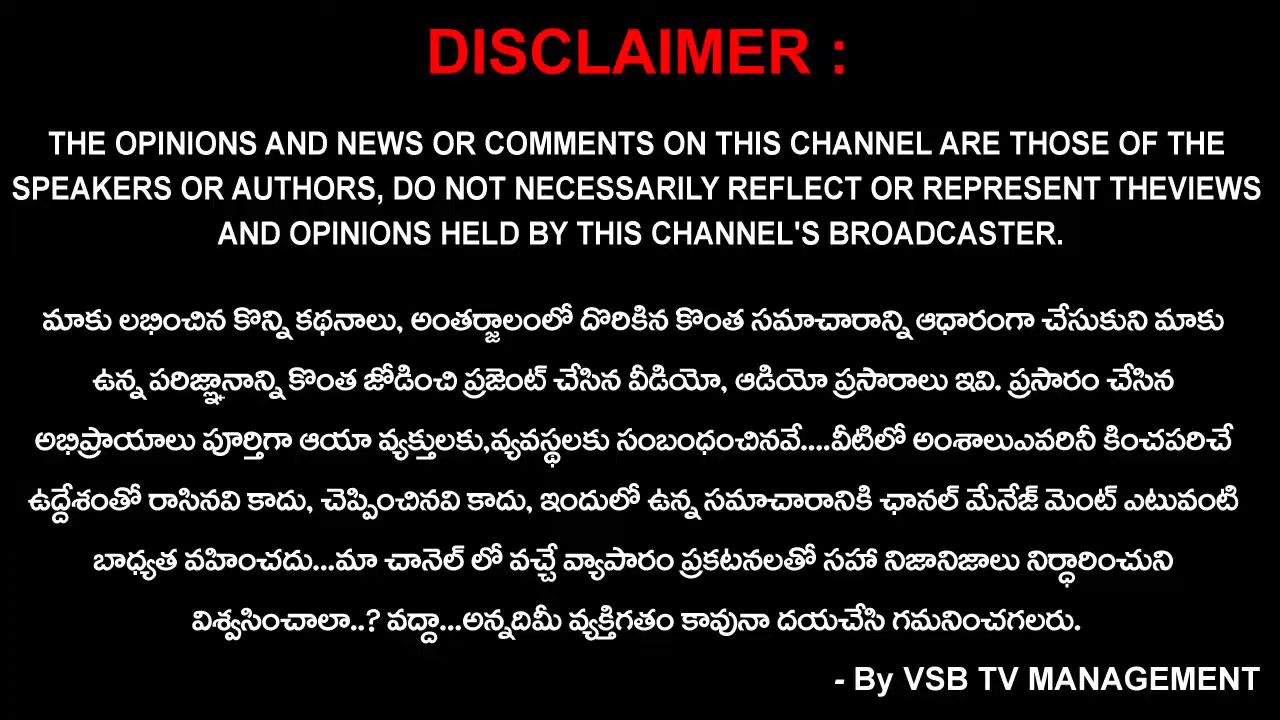 DISCLAIMER :
THE OPINIONS AND NEWS OR COMMENTS ON THIS CHANNEL ARE THOSE OF THE
SPEAKERS OR AUTHORS, DO NOT NECESSARILY REFLECT OR REPRESENT THEVIEWS
AND OPINIONS HELD BY THIS CHANNEL'S BROADCASTER.
మాకు లభించిన కొన్ని కథనాలు, అంతర్జాలంలో దొరికిన కొంత సమాచారాన్ని ఆధారంగా చేసుకుని మాకు
ఉన్న పరిజ్ఞానాన్ని కొంత జోడించి ప్రజెంట్ చేసిన వీడియో, ఆడియో ప్రసారాలు ఇవి. ప్రసారం చేసిన
అభిప్రాయాలు పూర్తిగా ఆయా వ్యక్తులకు,వ్యవస్థలకు సంబంధంచినవే....వీటిలో అంశాలుఎవరినీ కించపరిచే
ఉద్దేశంతో రాసినవి కాదు, చెప్పించినవి కాదు, ఇందులో ఉన్న సమాచారానికి ఛానల్ మేనేజ్ మెంట్ ఎటువంటి
బాధ్యత వహించదు...మా చానెల్ లో వచ్చే వ్యాపారం ప్రకటనలతో సహా నిజానిజాలు నిర్ధారించుని
విశ్వసించాలా..? వద్దా...అన్నదిమీ వ్యక్తిగతం కావునా దయచేసి గమనించగలరు.
- By VSB TV MANAGEMENT